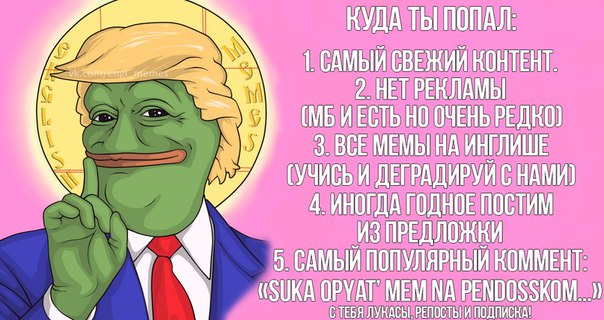 КУДА ТЫ ПОПАЛ:
1. САМЫЙ СВЕЖИЙ КОНТЕНТ.
2. НЕТ РЕКЛАМЫ
(МБ И ЕСТЬ НО ОЧЕНЬ РЕДКО)
3. ВСЕ МЕМЫ НА ИНГЛИШЕ
(УЧИСЬ И ДЕГРАДИРУЙ С НАМИ)
4. ИНОГДА ГОДНОЕ ПОСТИМ
ИЗ ПРЕДЛОЖКИ
5. САМЫЙ ПОПУЛЯРНЫЙ КОММЕНТ:
«SUKA OPYAT' MEM NA PENDOSSKOM...»
С ТЕБЯ ЛУКАСЫ, РЕПОСТЫ И ПОДПИСКА!